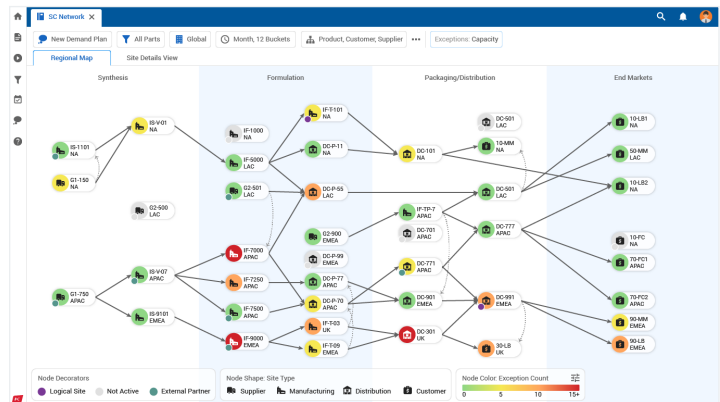 SC Network
New Demand Plan
All Parts
Global
Month, 12 Buckets
Product, Customer, Supplier
Exceptions: Capacity
Regional Map
Site Details View
Synthesis
Formulation
Packaging/Distribution
End Markets
IS-1101
NA
G1-150
NA
IS-V-01
NA
G2-500
LAC
G1-750
APAC
IS-V-07
APAC
IS-9101
EMEA
IF-1000
NA
IF-5000
LAC
G2-501
LAC
IF-7000
APAC
IF-7250
APAC
IF-7500
APAC
IF-9000
EMEA
IF-T-101
NA
DC-P-11
NA
DC-P-55
LAC
G2-900
EMEA
DC-P-99
EMEA
DC-P-77
APAC
DC-P-70
APAC
IF-T-03
UK
IF-T-09
EMEA
DC-101
NA
IF-TP-7
APAC
DC-701
APAC
DC-771
APAC
DC-901
EMEA
DC-301
UK
DC-501
LAC
10-MM
NA
DC-501
LAC
DC-777
APAC
DC-991
EMEA
30-LB
UK
10-LB1
NA
50-MM
LAC
10-LB2
NA
10-FC
NA
70-FC1
APAC
70-FC2
APAC
90-MM
EMEA
90-LB
EMEA
Node Decorators
Logical Site
Not Active
External Partner
Node Shape: Site Type
Supplier
Manufacturing
Distribution
Customer
Node Color: Exception Count
0 5 10 15+